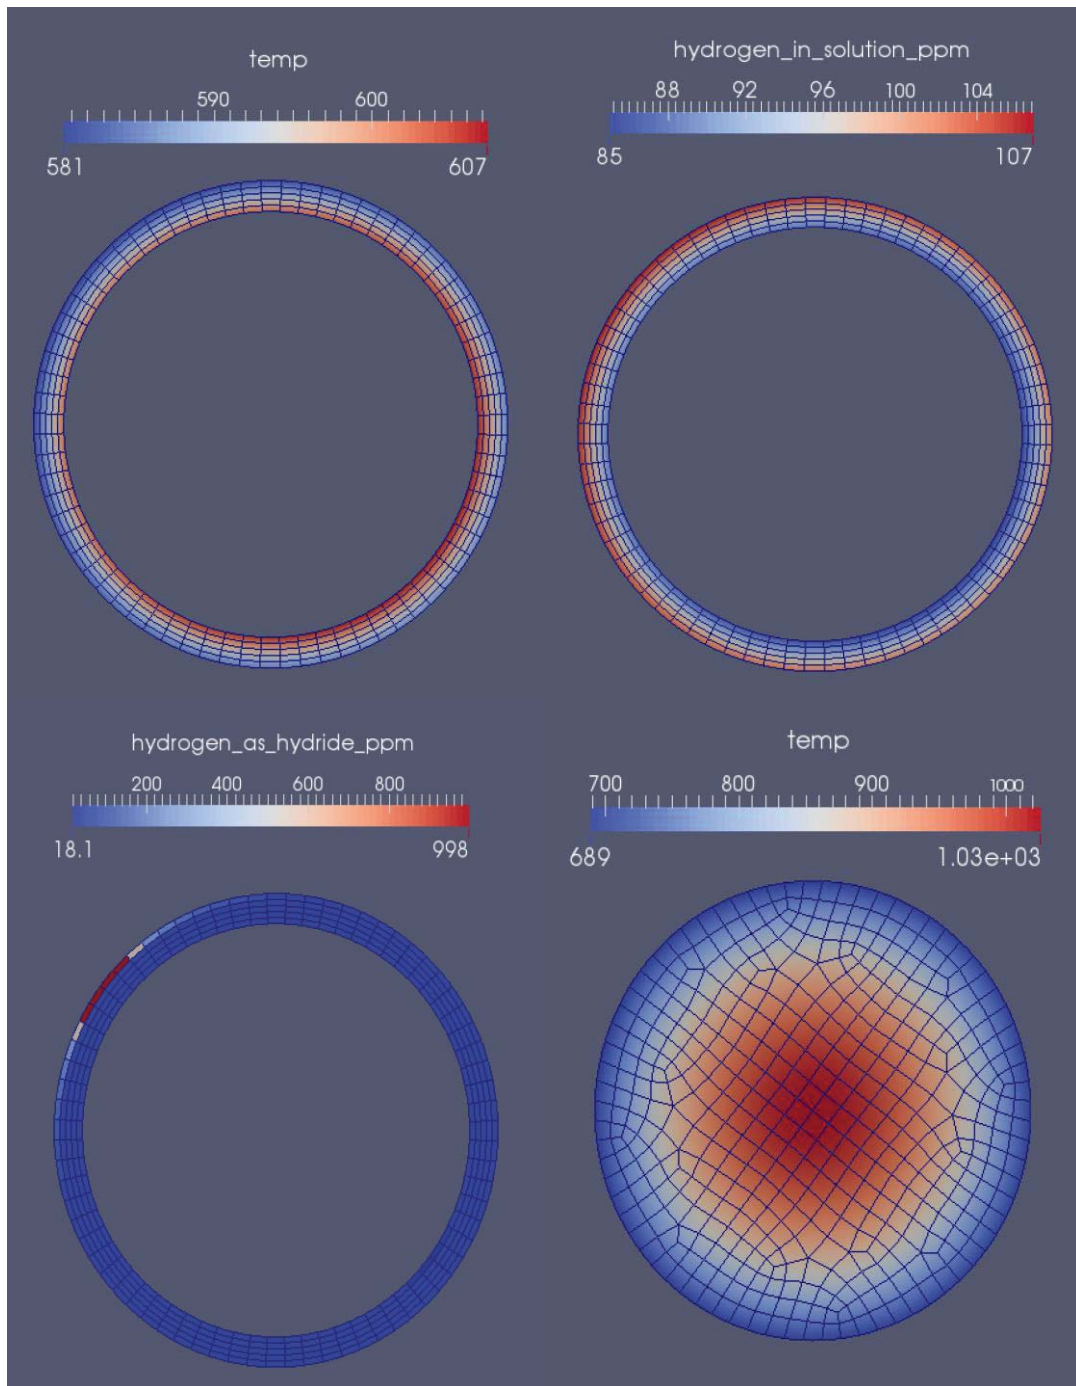 temp
590 600
581 607
hydrogen_in_solution_ppm
88 92 96 100 104
85 107
hydrogen_as_hydride_ppm
200 400 600 800
18.1 998
temp
700 800 900 1000
689 1.03e+03